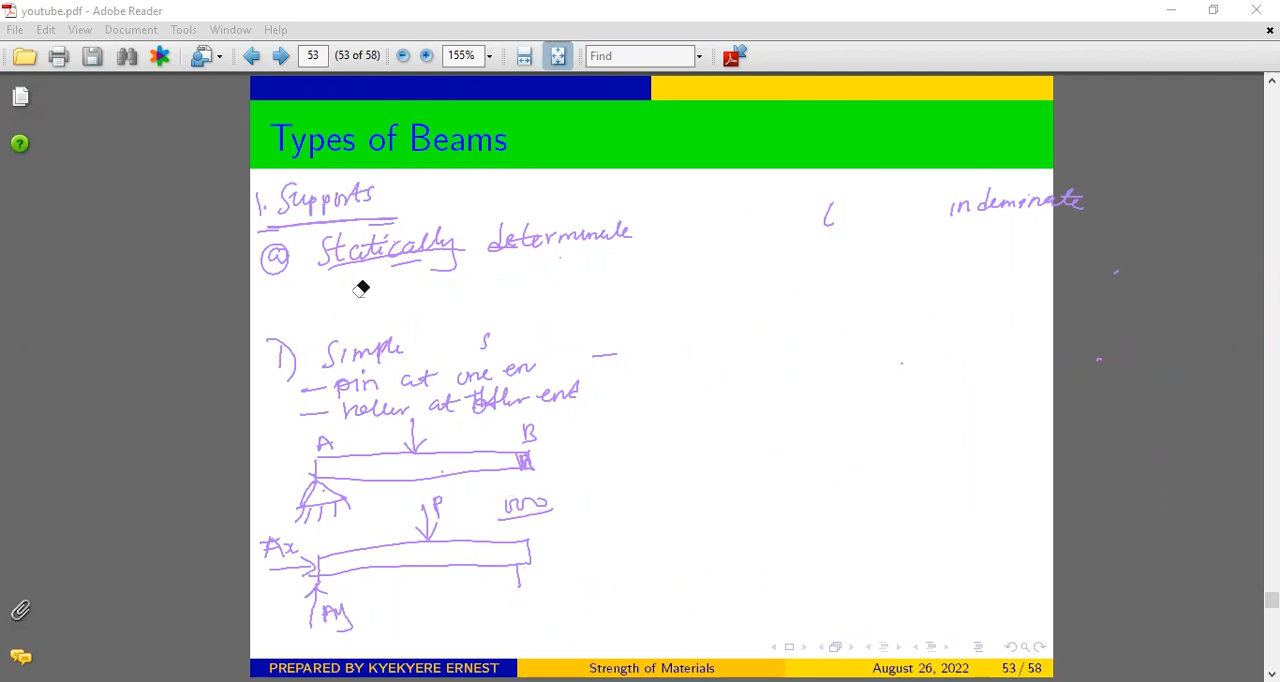 youtube.pdf - Adobe Reader
File Edit View Document Tools Window Help
53 (53 of 58) 155% Find
Types of Beams
1. Supports
indeminate
(
a Statically determinate
1) Simple s
— pin at one en
— roller at other end
A B
P
Ax
Ay
PREPARED BY KYEKYERE ERNEST Strength of Materials August 26, 2022 53 / 58